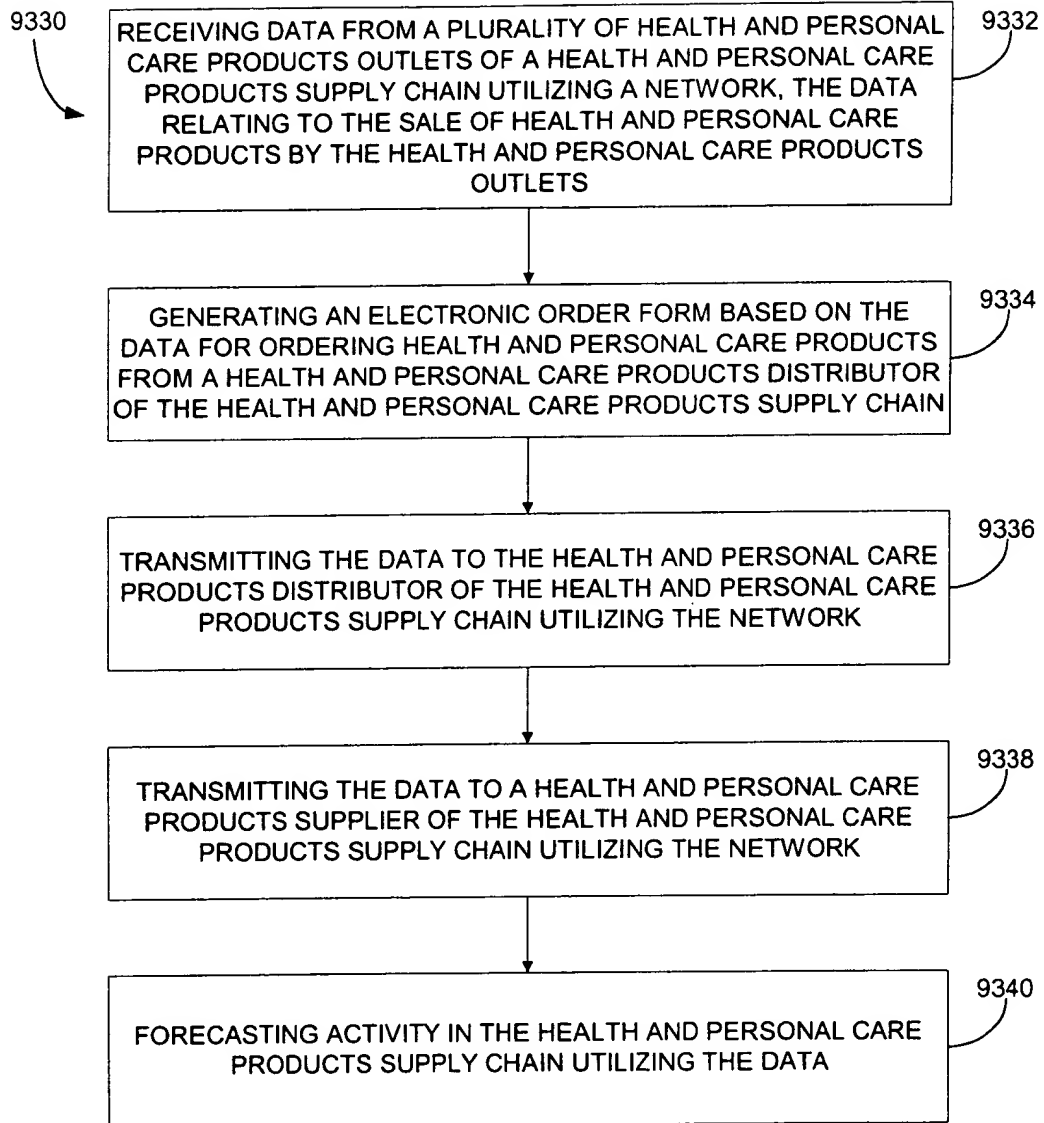 9330
RECEIVING DATA FROM A PLURALITY OF HEALTH AND PERSONAL
CARE PRODUCTS OUTLETS OF A HEALTH AND PERSONAL CARE
PRODUCTS SUPPLY CHAIN UTILIZING A NETWORK, THE DATA
RELATING TO THE SALE OF HEALTH AND PERSONAL CARE
PRODUCTS BY THE HEALTH AND PERSONAL CARE PRODUCTS
OUTLETS
9332
GENERATING AN ELECTRONIC ORDER FORM BASED ON THE
DATA FOR ORDERING HEALTH AND PERSONAL CARE PRODUCTS
FROM A HEALTH AND PERSONAL CARE PRODUCTS DISTRIBUTOR
OF THE HEALTH AND PERSONAL CARE PRODUCTS SUPPLY CHAIN
9334
TRANSMITTING THE DATA TO THE HEALTH AND PERSONAL CARE
PRODUCTS DISTRIBUTOR OF THE HEALTH AND PERSONAL CARE
PRODUCTS SUPPLY CHAIN UTILIZING THE NETWORK
9336
TRANSMITTING THE DATA TO A HEALTH AND PERSONAL CARE
PRODUCTS SUPPLIER OF THE HEALTH AND PERSONAL CARE
PRODUCTS SUPPLY CHAIN UTILIZING THE NETWORK
9338
FORECASTING ACTIVITY IN THE HEALTH AND PERSONAL CARE
PRODUCTS SUPPLY CHAIN UTILIZING THE DATA
9340